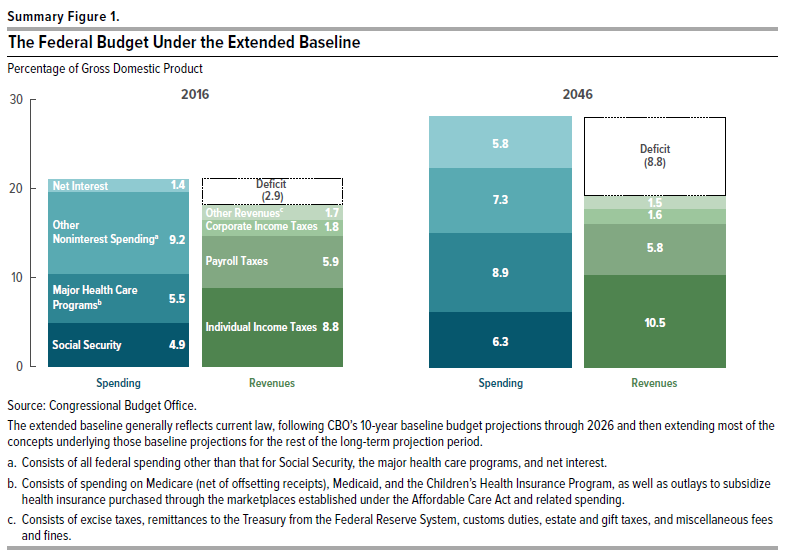 Summary Figure 1.
The Federal Budget Under the Extended Baseline
Percentage of Gross Domestic Product
2016
2046
30
20
10
0
Net Interest 1.4
Other
Noninterest Spendingᵃ 9.2
Major Health Care
Programsᵇ 5.5
Social Security 4.9
Deficit
(2.9)
Other Revenuesᶜ 1.7
Corporate Income Taxes 1.8
Payroll Taxes 5.9
Individual Income Taxes 8.8
5.8
7.3
8.9
6.3
Deficit
(8.8)
1.5
1.6
5.8
10.5
Spending
Revenues
Spending
Revenues
Source: Congressional Budget Office.
The extended baseline generally reflects current law, following CBO's 10-year baseline budget projections through 2026 and then extending most of the
concepts underlying those baseline projections for the rest of the long-term projection period.
a. Consists of all federal spending other than that for Social Security, the major health care programs, and net interest.
b. Consists of spending on Medicare (net of offsetting receipts), Medicaid, and the Children's Health Insurance Program, as well as outlays to subsidize
health insurance purchased through the marketplaces established under the Affordable Care Act and related spending.
c. Consists of excise taxes, remittances to the Treasury from the Federal Reserve System, customs duties, estate and gift taxes, and miscellaneous fees
and fines.